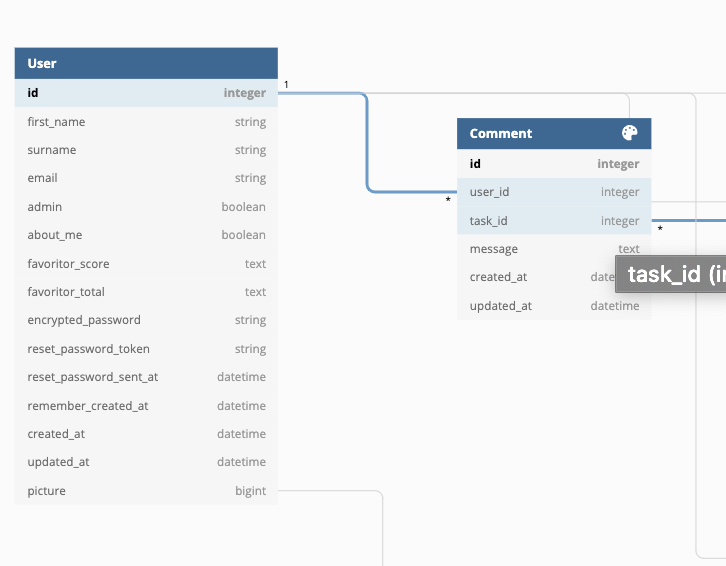 User
id integer
first_name string
surname string
email string
admin boolean
about_me boolean
favoritor_score text
favoritor_total text
encrypted_password string
reset_password_token string
reset_password_sent_at datetime
remember_created_at datetime
created_at datetime
updated_at datetime
picture bigint
1
*
Comment
id integer
user_id integer
task_id integer
message text
created_at date
updated_at datetime
*
task_id (i